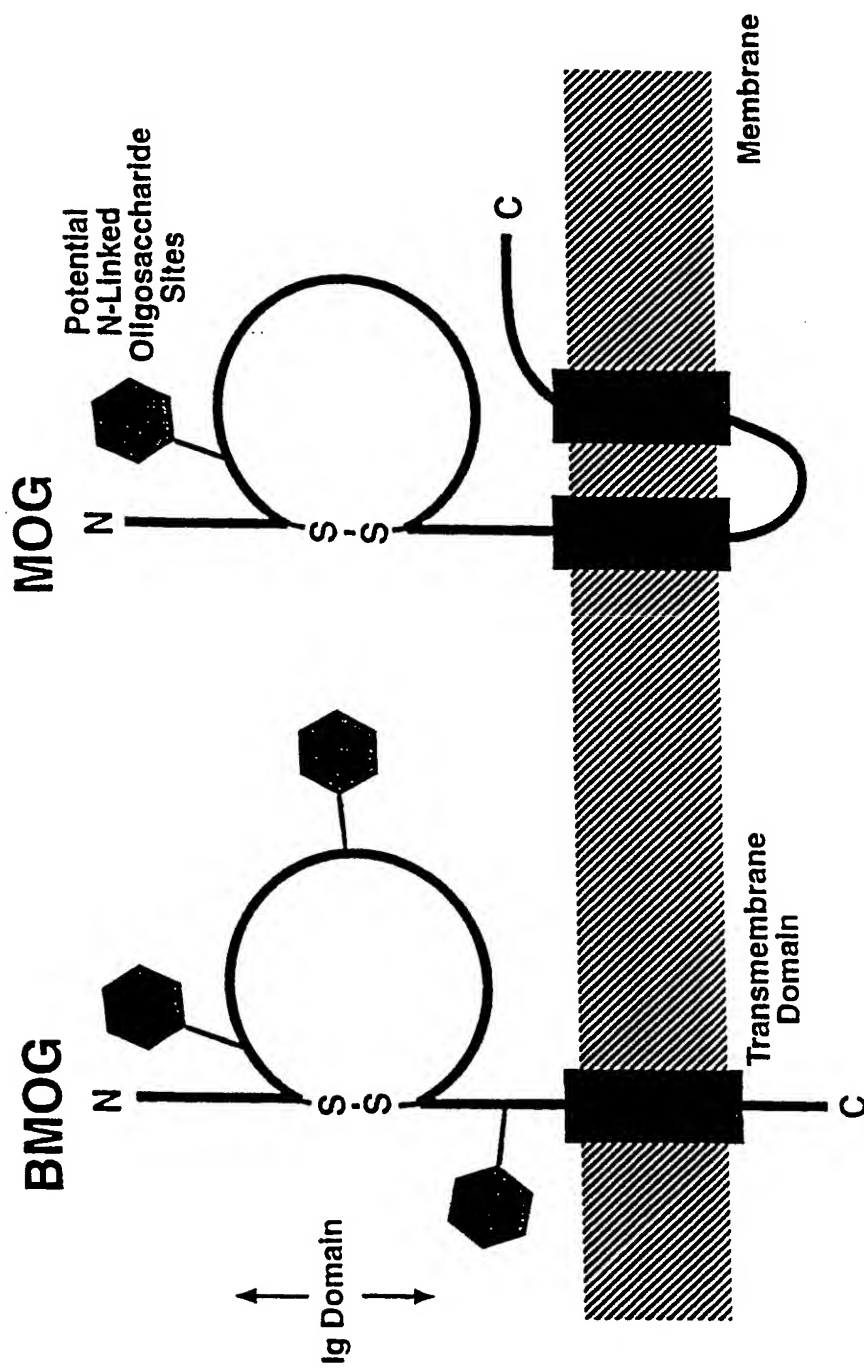 BMOG
MOG
N
N
Potential
N-Linked
Oligosaccharide
Sites
Ig Domain
S-S
S-S
C
Transmembrane
Domain
Membrane
C